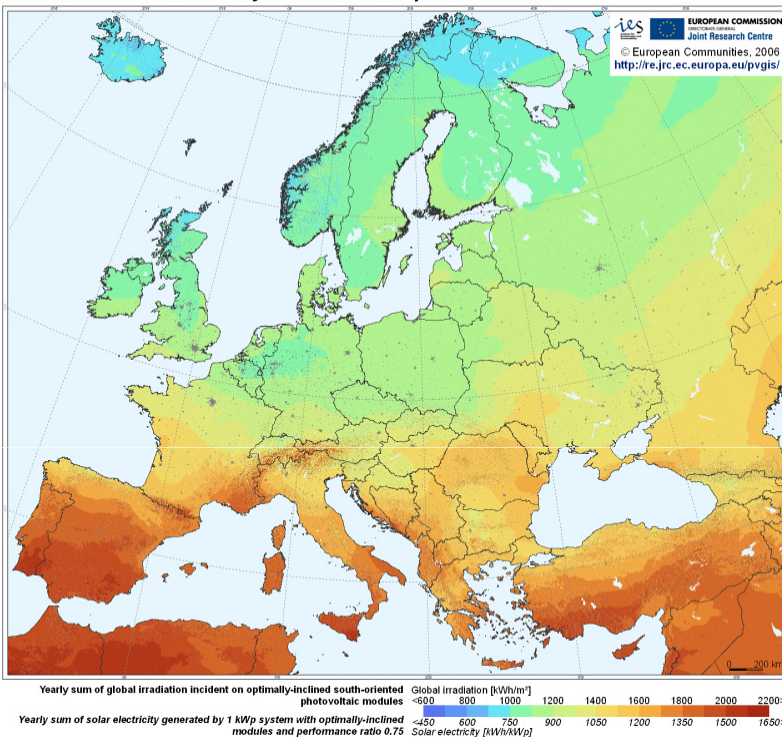 ies
EUROPEAN COMMISSION
DIRECTORATE-GENERAL
Joint Research Centre
© European Communities, 2006
http://re.jrc.ec.europa.eu/pvgis/
0 200 km
Yearly sum of global irradiation incident on optimally-inclined south-oriented
photovoltaic modules
Global irradiation [kWh/m²]
<600 800 1000 1200 1400 1600 1800 2000 2200>
Yearly sum of solar electricity generated by 1 kWp system with optimally-inclined
modules and performance ratio 0.75
<450 600 750 900 1050 1200 1350 1500 1650>
Solar electricity [kWh/kWp]